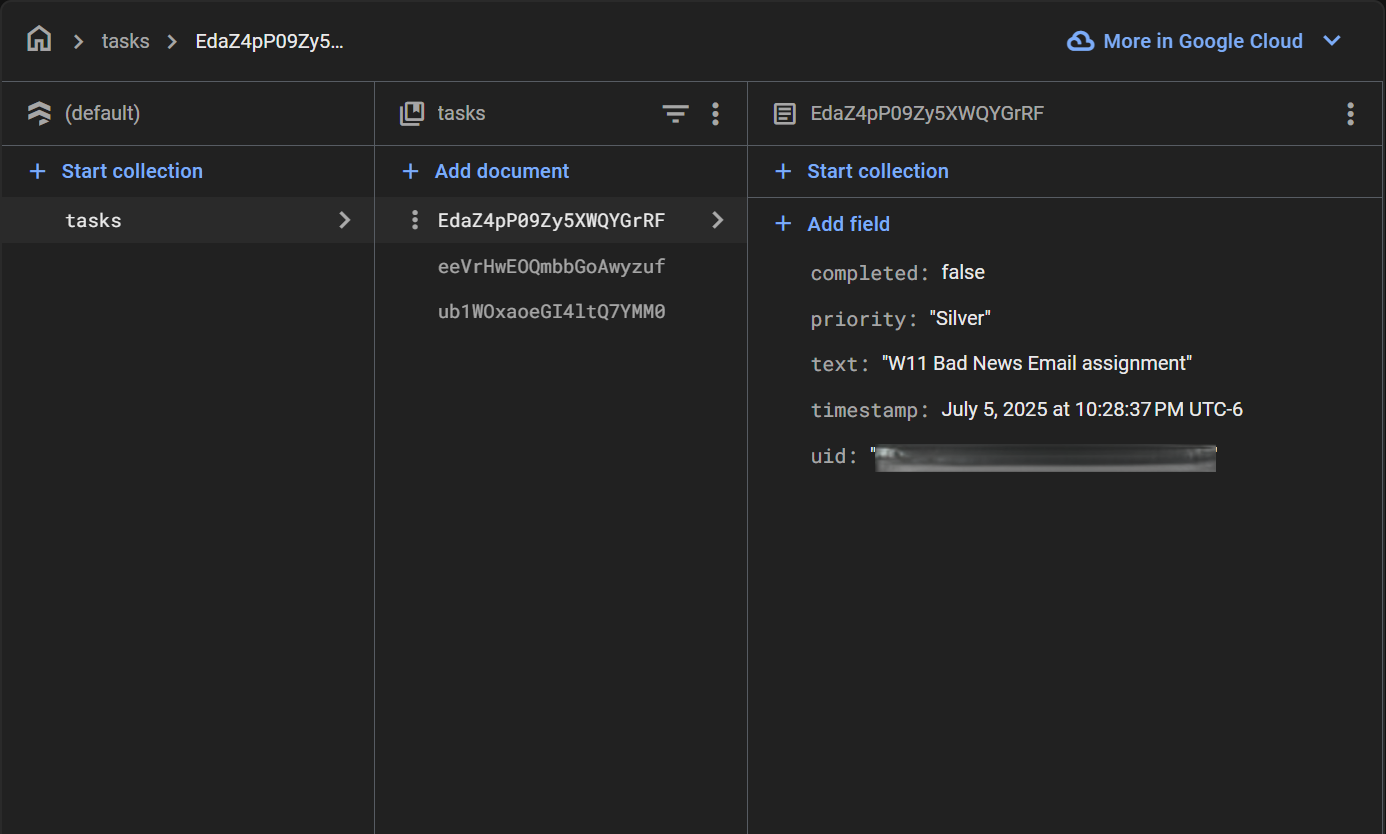 tasks EdaZ4pP09Zy5... More in Google Cloud
(default)
Start collection
tasks
tasks
Add document
EdaZ4pP09Zy5XWQYGrRF
eeVrHwEOQmbbGoAwyzuf
ub1WOxaoeGI4ltQ7YMM0
EdaZ4pP09Zy5XWQYGrRF
Start collection
Add field
completed: false
priority: "Silver"
text: "W11 Bad News Email assignment"
timestamp: July 5, 2025 at 10:28:37 PM UTC-6
uid: "